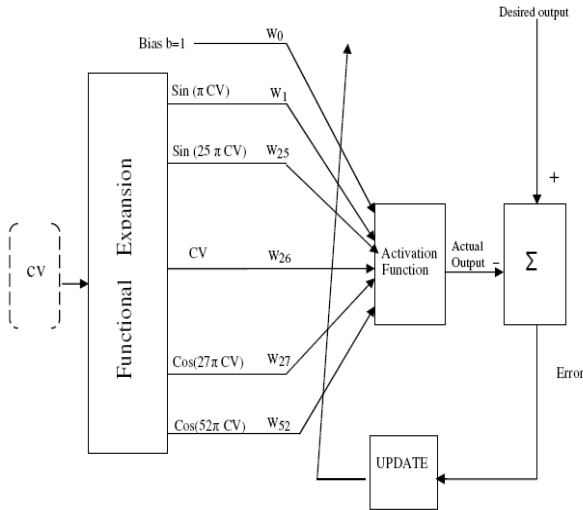 Desired output
Bias b=1
W0
Sin (π CV)
W1
Sin (25 π CV)
W25
+
Functional Expansion
CV
CV
W26
Activation
Function
Actual
Output
−
Σ
Cos(27π CV)
W27
Error
Cos(52π CV)
W52
UPDATE